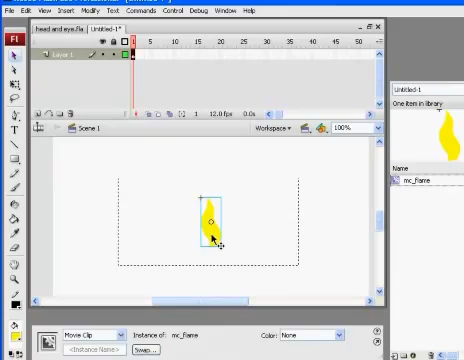 File Edit View Insert Modify Text Commands Control Debug Window Help
Fl
head and eye.fla Untitled-1*
1 5 10 15 20 25 30 35 40 45 50
Layer 1
1 12.0 fps 0.0s
Scene 1 Workspace 100%
Untitled-1
One item in library
Name
mc_flame
Movie Clip Instance of: mc_flame Color: None
<Instance Name> Swap...